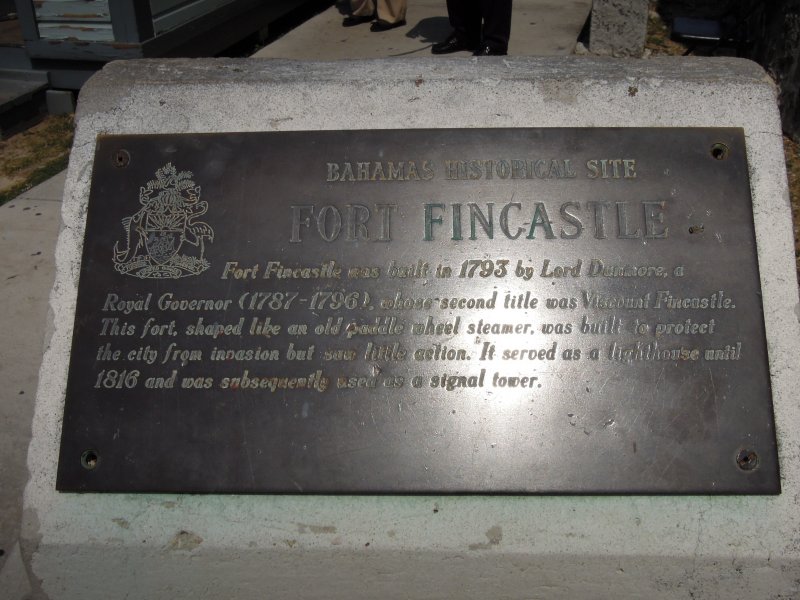 BAHAMAS HISTORICAL SITE
FORT FINCASTLE
Fort Fincastle was built in 1793 by Lord Dunmore, a
Royal Governor (1787-1796), whose second title was Viscount Fincastle.
This fort, shaped like an old paddle wheel steamer, was built to protect
the city from invasion but saw little action. It served as a lighthouse until
1816 and was subsequently used as a signal tower.